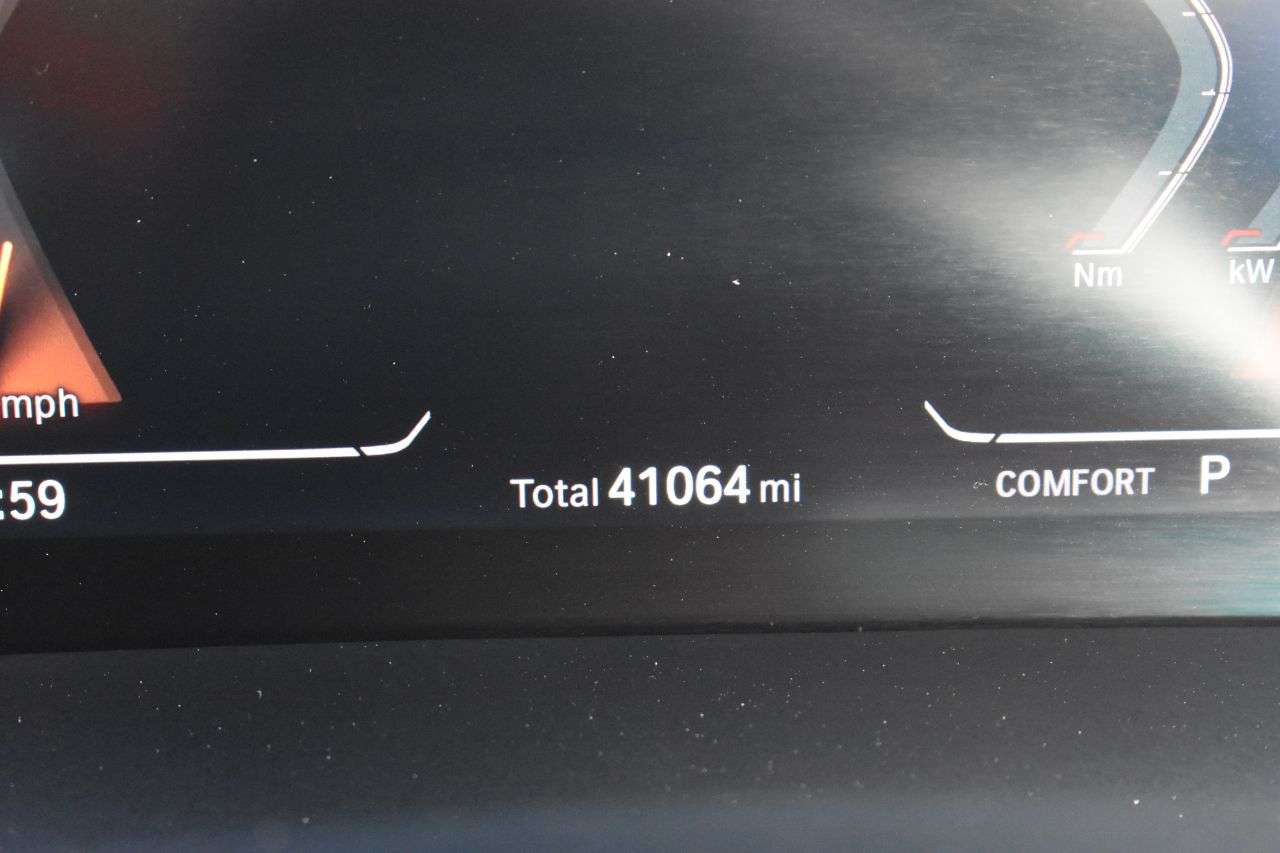 Nm kW
mph
:59 Total 41064 mi COMFORT P